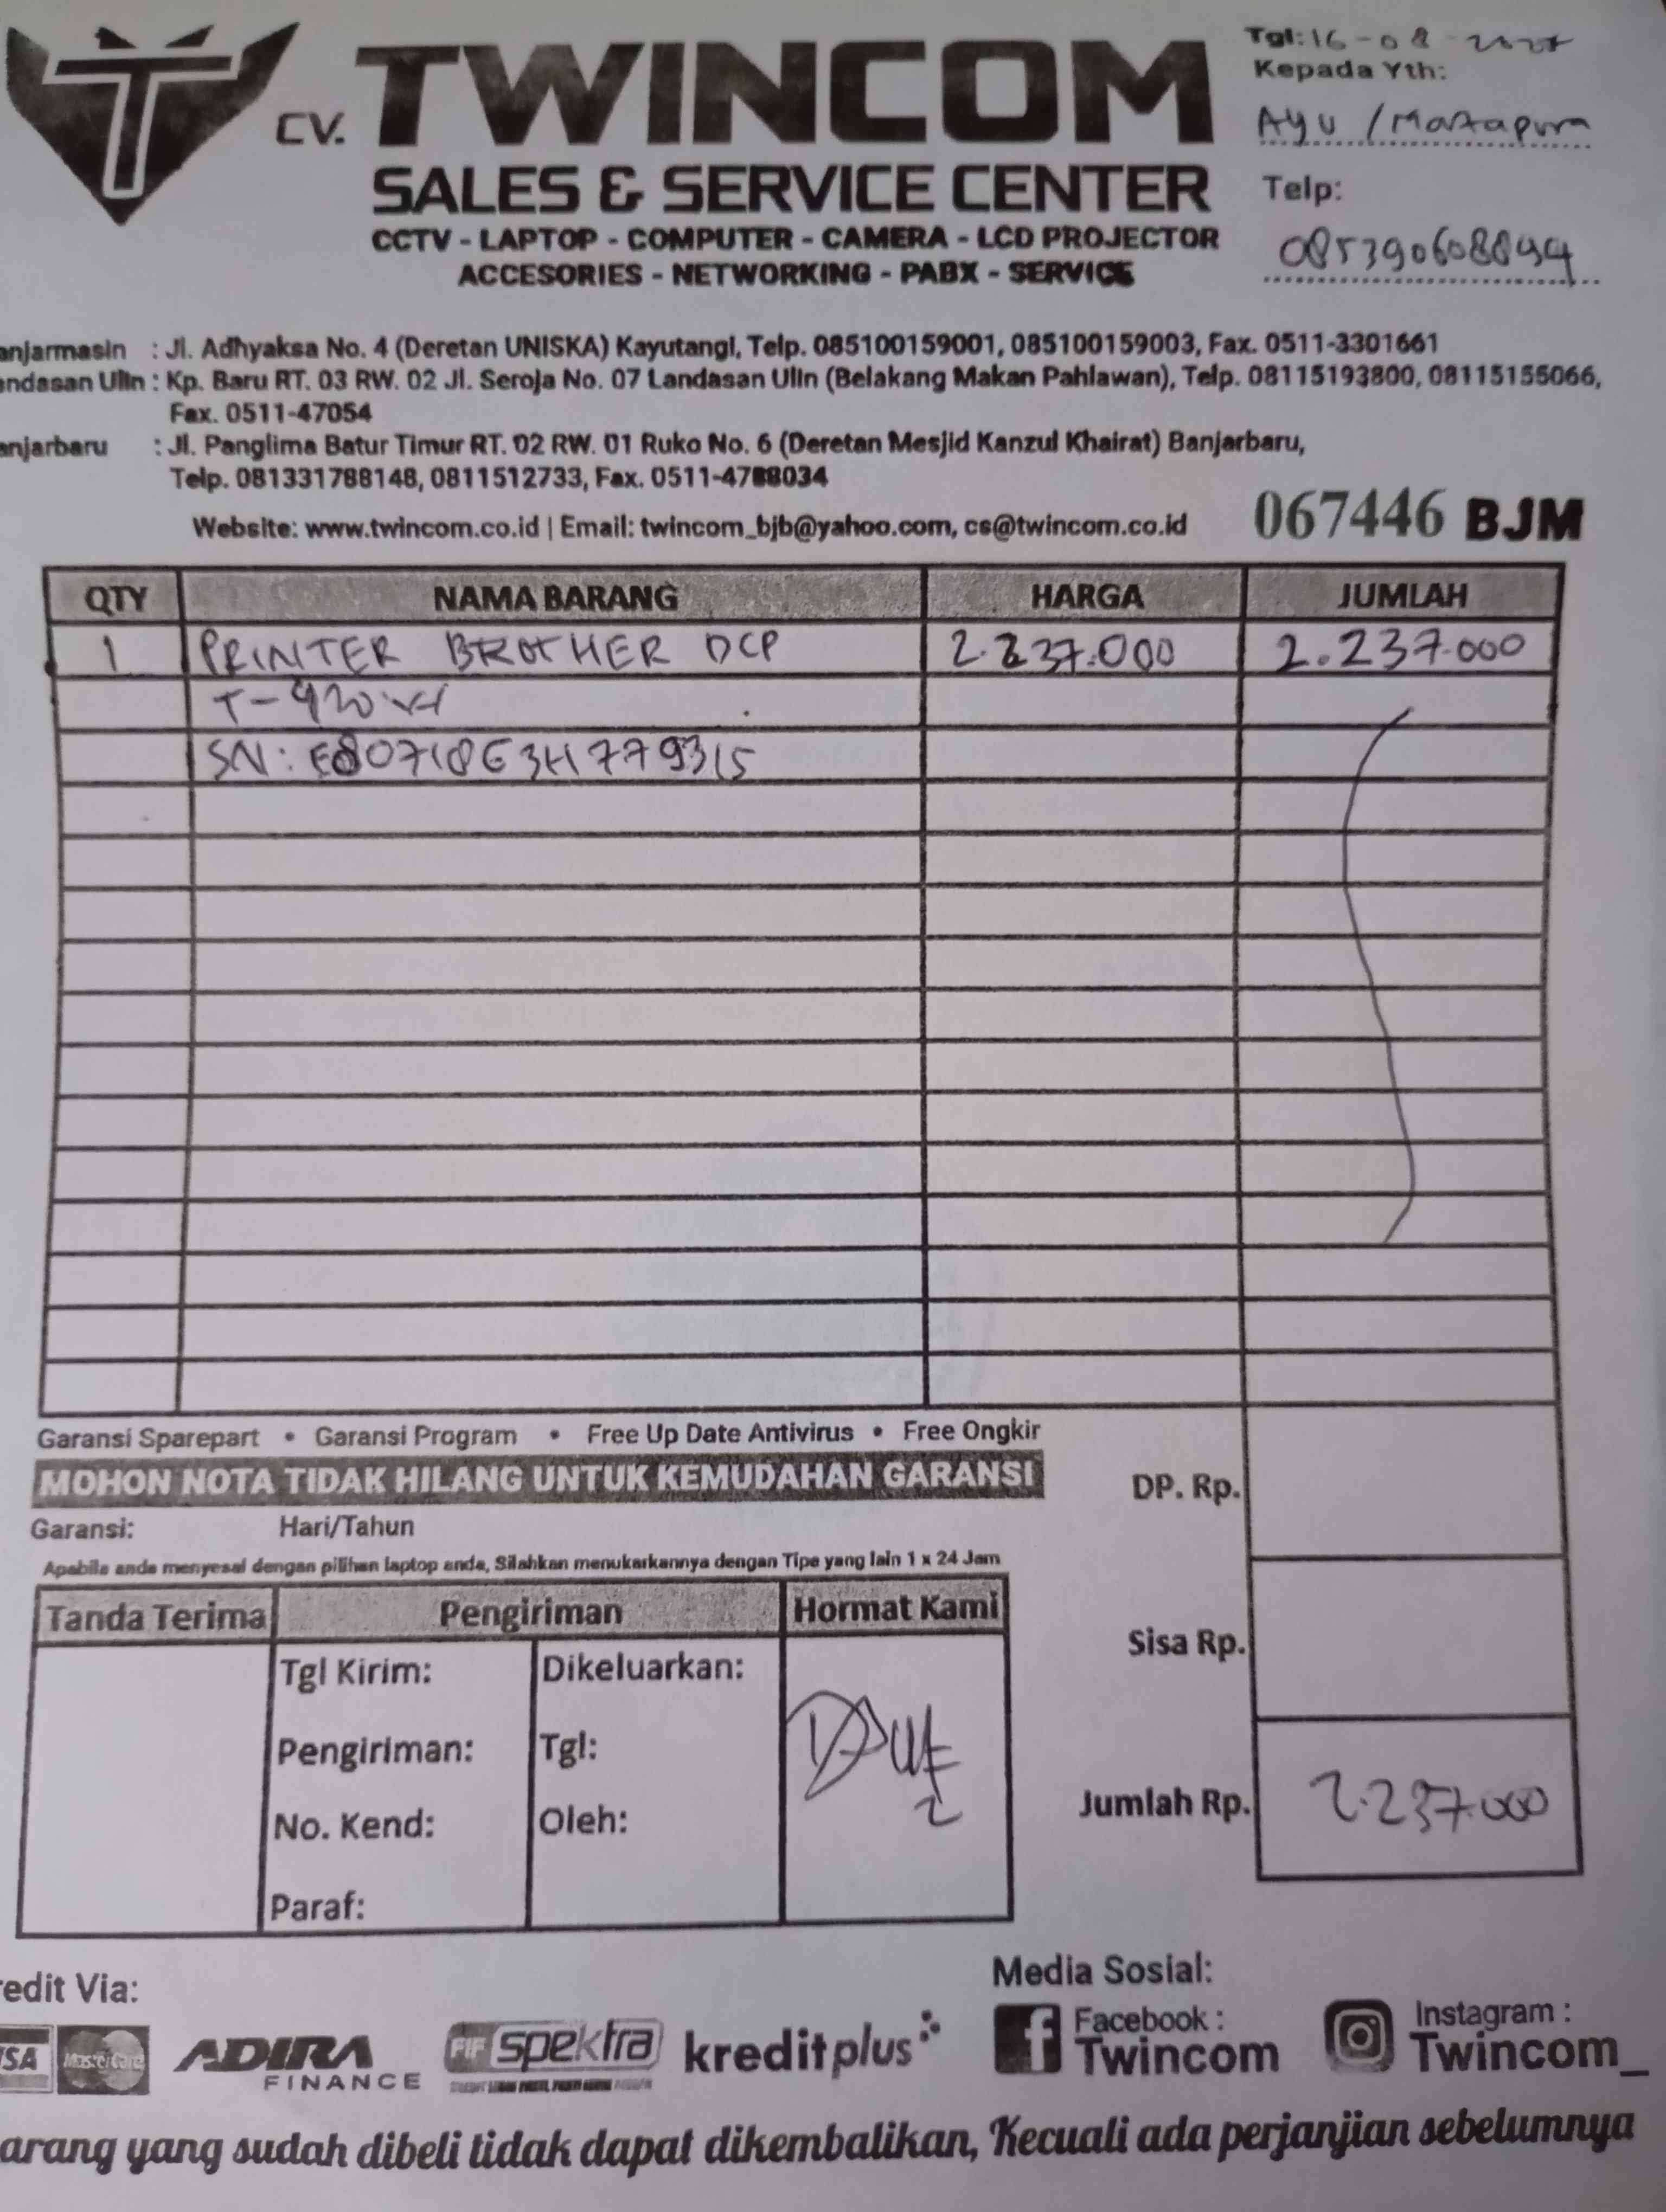 Tgl: 16-08-
Kepada Yth:
CV. TWINCOM
Ayu / Martapura
SALES & SERVICE CENTER
Telp:
CCTV - LAPTOP - COMPUTER - CAMERA - LCD PROJECTOR
085390608894
ACCESORIES - NETWORKING - PABX - SERVICE
anjarmasin : Jl. Adhyaksa No. 4 (Deretan UNISKA) Kayutangi, Telp. 085100159001, 085100159003, Fax. 0511-3301661
andasan Ulin : Kp. Baru RT. 03 RW. 02 Jl. Seroja No. 07 Landasan Ulin (Belakang Makan Pahlawan), Telp. 08115193800, 08115155066,
Fax. 0511-47054
anjarbaru : Jl. Panglima Batur Timur RT. 02 RW. 01 Ruko No. 6 (Deretan Mesjid Kanzul Khairat) Banjarbaru,
Telp. 081331788148, 0811512733, Fax. 0511-4788034
Website: www.twincom.co.id | Email: twincom_bjb@yahoo.com, cs@twincom.co.id
067446 BJM
QTY NAMA BARANG HARGA JUMLAH
1 PRINTER BROTHER DCP 2.237.000 2.237.000
T-420W
SN:
Garansi Sparepart • Garansi Program • Free Up Date Antivirus • Free Ongkir
MOHON NOTA TIDAK HILANG UNTUK KEMUDAHAN GARANSI
DP. Rp.
Garansi: Hari/Tahun
Apabila anda menyesal dengan pilihan laptop anda, Silahkan menukarkannya dengan Tipe yang lain 1 x 24 Jam
Tanda Terima Pengiriman Hormat Kami
Sisa Rp.
Tgl Kirim: Dikeluarkan:
Pengiriman: Tgl:
Jumlah Rp. 2.237.000
No. Kend: Oleh:
Paraf:
redit Via:
Media Sosial:
ISA MasterCard ADIRA FINANCE FIF spektra kreditplus
Facebook : Twincom
Instagram : Twincom_
arang yang sudah dibeli tidak dapat dikembalikan, Kecuali ada perjanjian sebelumnya